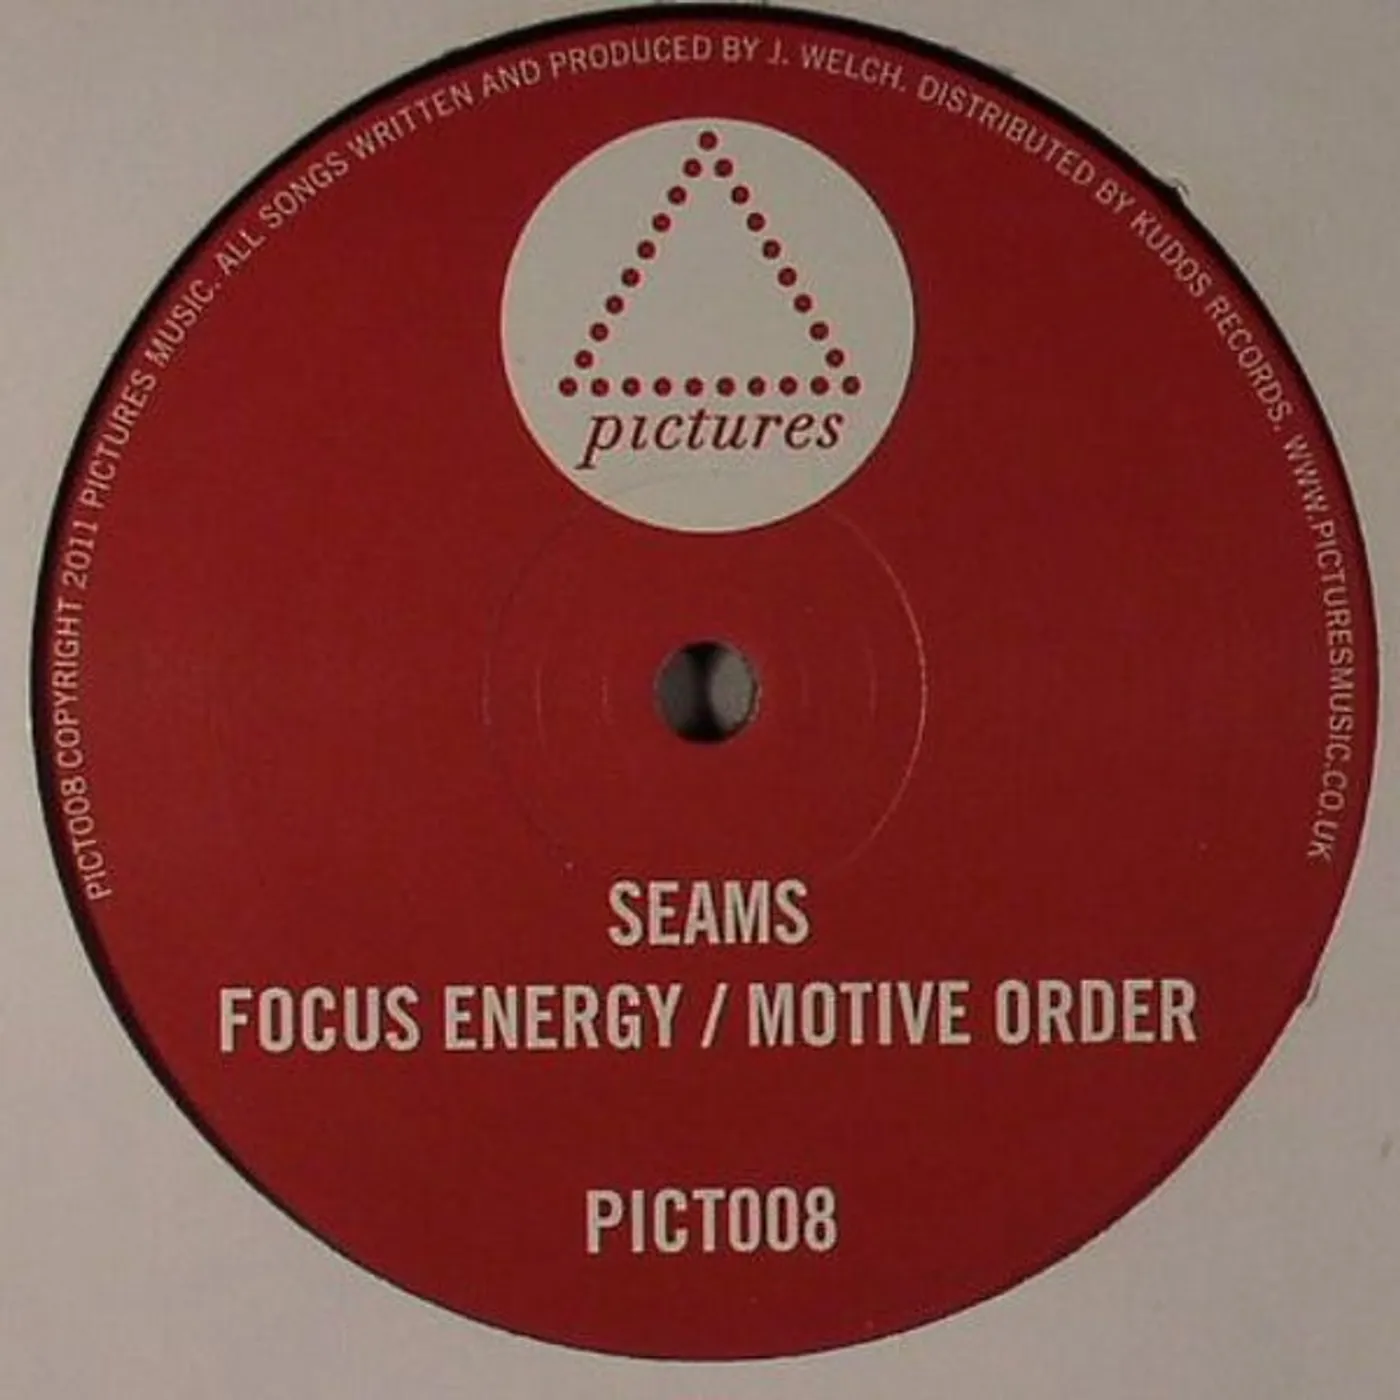 PICT008 COPYRIGHT 2011 PICTURES MUSIC. ALL SONGS WRITTEN AND PRODUCED BY J. WELCH. DISTRIBUTED BY KUDOS RECORDS. WWW.PICTURESMUSIC.CO.UK
pictures
SEAMS
FOCUS ENERGY / MOTIVE ORDER
PICT008